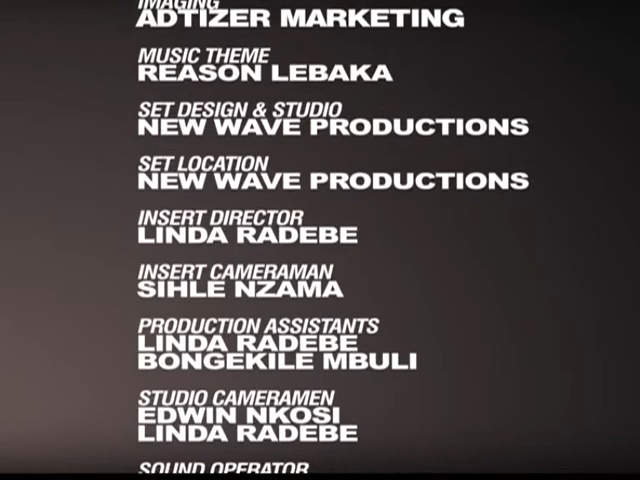 IMAGING
ADTIZER MARKETING
MUSIC THEME
REASON LEBAKA
SET DESIGN & STUDIO
NEW WAVE PRODUCTIONS
SET LOCATION
NEW WAVE PRODUCTIONS
INSERT DIRECTOR
LINDA RADEBE
INSERT CAMERAMAN
SIHLE NZAMA
PRODUCTION ASSISTANTS
LINDA RADEBE
BONGEKILE MBULI
STUDIO CAMERAMEN
EDWIN NKOSI
LINDA RADEBE
SOUND OPERATOR